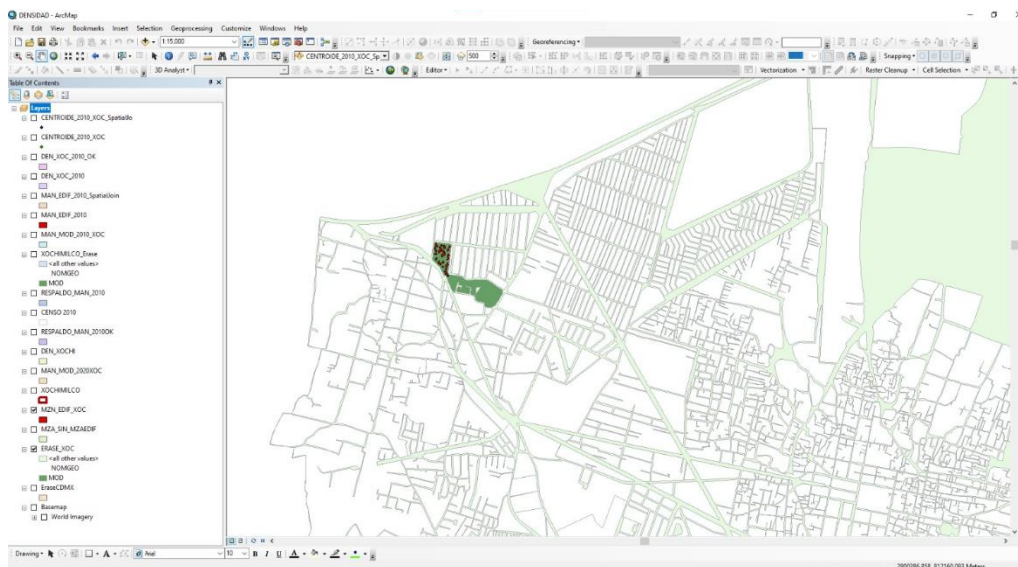 DENSIDAD - ArcMap
File Edit View Bookmarks Insert Selection Geoprocessing Customize Windows Help
1:15,000
Georeferencing
CENTROIDE_2010_XOC_Sp
500
Snapping
3D Analyst
Editor
Vectorization
Raster Cleanup
Cell Selection
Table Of Contents
Layers
CENTROIDE_2010_XOC_SpatialJo
CENTROIDE_2010_XOC
DEN_XOC_2010_OK
DEN_XOC_2010
MAN_EDIF_2010_SpatialJoin
MAN_EDIF_2010
MAN_MOD_2010_XOC
XOCHIMILCO_Erase
<all other values>
NOMGEO
MOD
RESPALDO_MAN_2010
CENSO 2010
RESPALDO_MAN_2010OK
DEN_XOCHI
MAN_MOD_2020XOC
XOCHIMILCO
MZN_EDIF_XOC
MZA_SIN_MZAEDIF
ERASE_XOC
<all other values>
NOMGEO
MOD
EraseCDMX
Basemap
World Imagery
Drawing
Arial
10
B I U A
Meters